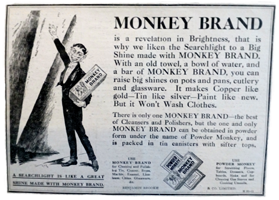 MONKEY BRAND
is a revelation in Brightness, that is
why we liken the Searchlight to a Big
Shine made with MONKEY BRAND.
With an old towel, a bowl of water, and
a bar of MONKEY BRAND, you can
raise big shines on pots and pans, cutlery
and glassware. It makes Copper like
gold—Tin like silver—Paint like new.
But it Won't Wash Clothes.
There is only one MONKEY BRAND—the best
of Cleaners and Polishers, but the one and only
MONKEY BRAND can be obtained in powder
form under the name of Powder Monkey, and
is packed in tin canisters with sifter tops.
MONKEY
BRAND
A SEARCHLIGHT IS LIKE A GREAT
SHINE MADE WITH MONKEY BRAND.
MONKEY BRAND
POWDER MONKEY